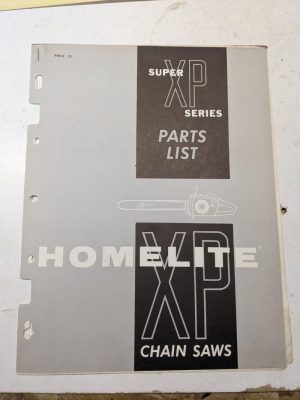 SUPER XP
SERIES
PARTS
LIST
HOMELITE®
XP
CHAIN SAWS